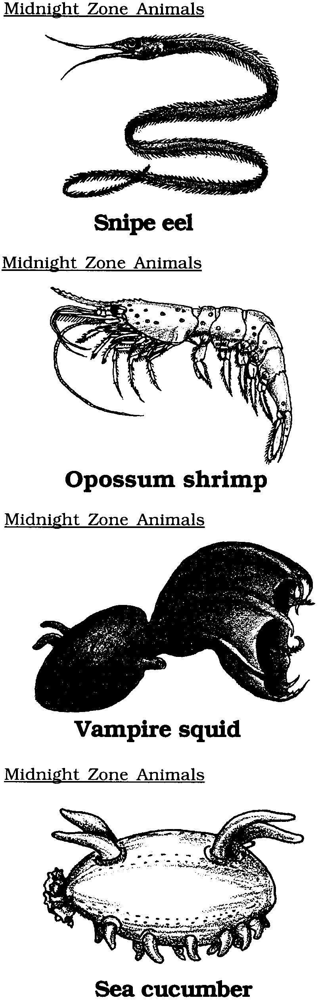 Midnight Zone Animals
Snipe eel
Midnight Zone Animals
Opossum shrimp
Midnight Zone Animals
Vampire squid
Midnight Zone Animals
Sea cucumber